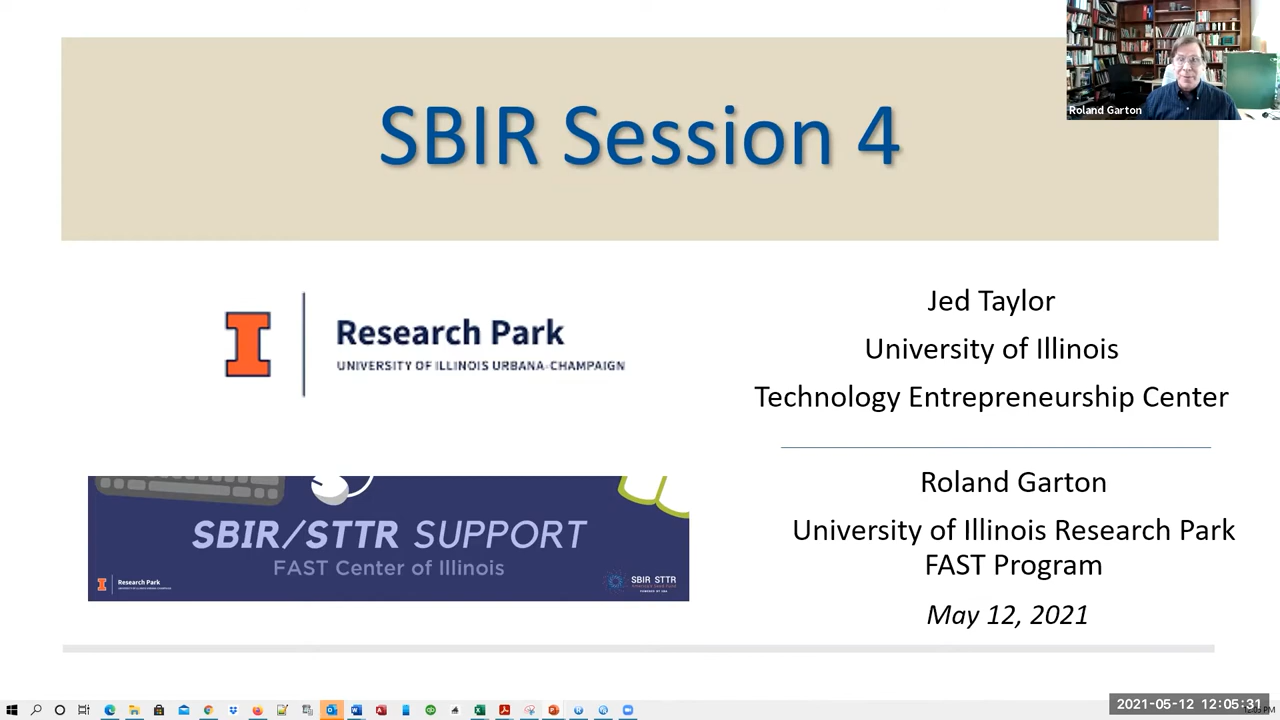 Roland Garton
SBIR Session 4
Research Park
UNIVERSITY OF ILLINOIS URBANA-CHAMPAIGN
Jed Taylor
University of Illinois
Technology Entrepreneurship Center
SBIR/STTR SUPPORT
FAST Center of Illinois
Research Park
SBIR STTR
Roland Garton
University of Illinois Research Park
FAST Program
May 12, 2021
2021-05-12 12:05:31